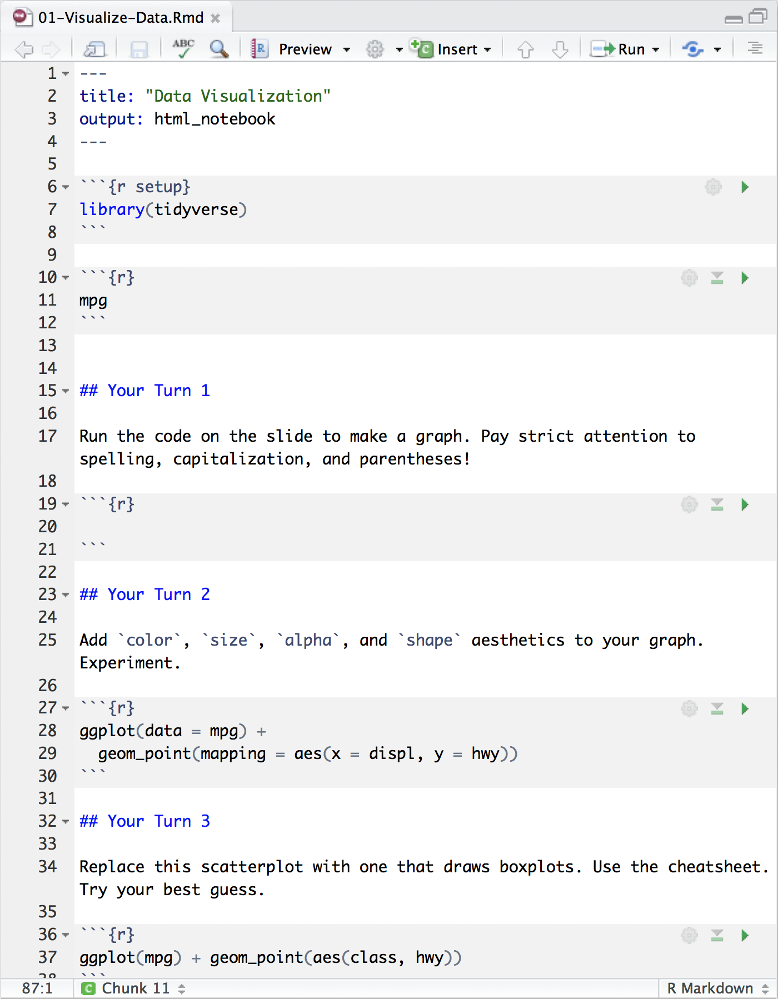 01-Visualize-Data.Rmd
ABC
R Preview C Insert Run
1 ---
2 title: "Data Visualization"
3 output: html_notebook
4 ---
5
6 ```{r setup}
7 library(tidyverse)
8 ```
9
10 ```{r}
11 mpg
12 ```
13
14
15 ## Your Turn 1
16
17 Run the code on the slide to make a graph. Pay strict attention to
spelling, capitalization, and parentheses!
18
19 ```{r}
20
21 ```
22
23 ## Your Turn 2
24
25 Add `color`, `size`, `alpha`, and `shape` aesthetics to your graph.
Experiment.
26
27 ```{r}
28 ggplot(data = mpg) +
29   geom_point(mapping = aes(x = displ, y = hwy))
30 ```
31
32 ## Your Turn 3
33
34 Replace this scatterplot with one that draws boxplots. Use the cheatsheet.
Try your best guess.
35
36 ```{r}
37 ggplot(mpg) + geom_point(aes(class, hwy))
38 ```
87:1 C Chunk 11 R Markdown